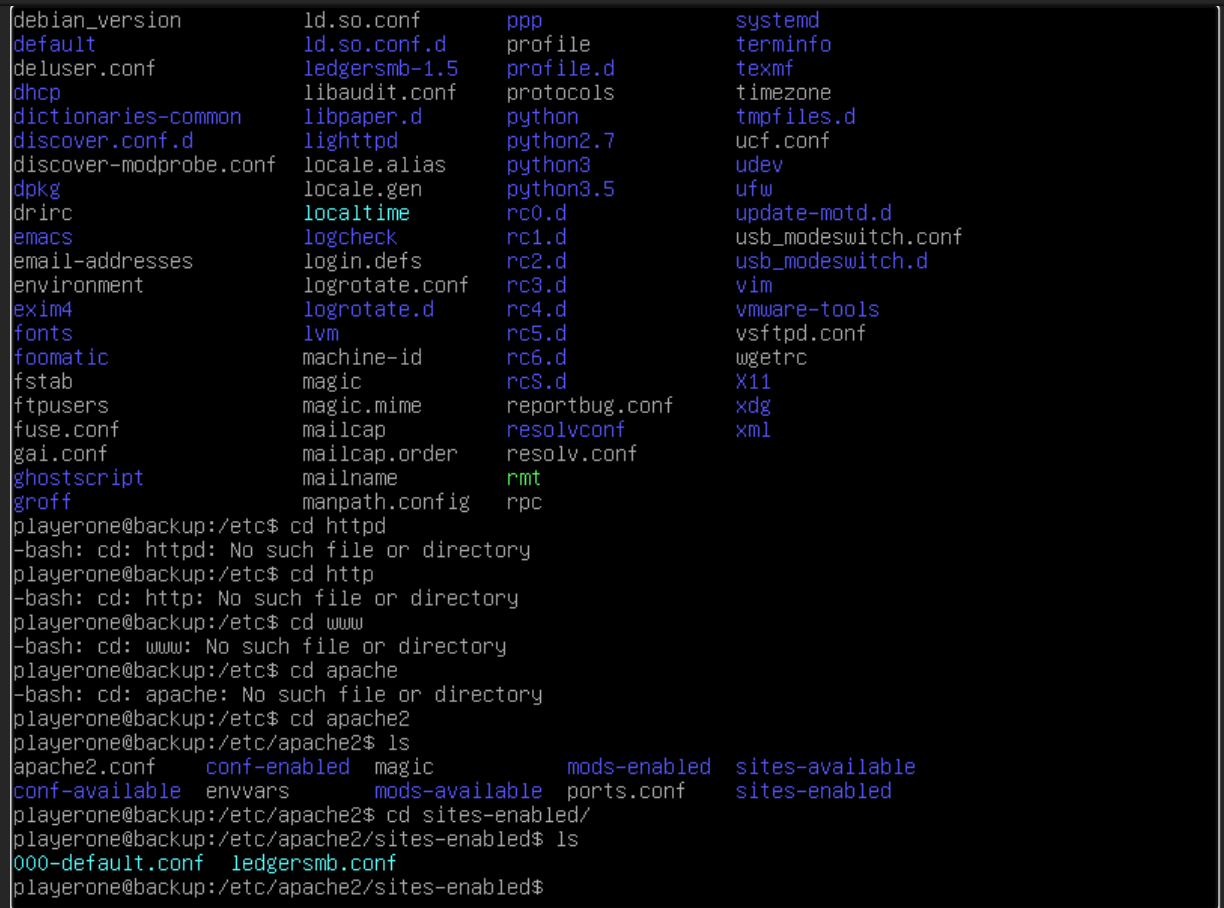 debian_version ld.so.conf ppp systemd
default ld.so.conf.d profile terminfo
deluser.conf ledgersmb-1.5 profile.d texmf
dhcp libaudit.conf protocols timezone
dictionaries-common libpaper.d python tmpfiles.d
discover.conf.d lighttpd python2.7 ucf.conf
discover-modprobe.conf locale.alias python3 udev
dpkg locale.gen python3.5 ufw
drirc localtime rc0.d update-motd.d
emacs logcheck rc1.d usb_modeswitch.conf
email-addresses login.defs rc2.d usb_modeswitch.d
environment logrotate.conf rc3.d vim
exim4 logrotate.d rc4.d vmware-tools
fonts lvm rc5.d vsftpd.conf
foomatic machine-id rc6.d wgetrc
fstab magic rcS.d X11
ftpusers magic.mime reportbug.conf xdg
fuse.conf mailcap resolvconf xml
gai.conf mailcap.order resolv.conf
ghostscript mailname rmt
groff manpath.config rpc
playerone@backup:/etc$ cd httpd
-bash: cd: httpd: No such file or directory
playerone@backup:/etc$ cd http
-bash: cd: http: No such file or directory
playerone@backup:/etc$ cd www
-bash: cd: www: No such file or directory
playerone@backup:/etc$ cd apache
-bash: cd: apache: No such file or directory
playerone@backup:/etc$ cd apache2
playerone@backup:/etc/apache2$ ls
apache2.conf conf-enabled magic mods-enabled sites-available
conf-available envvars mods-available ports.conf sites-enabled
playerone@backup:/etc/apache2$ cd sites-enabled/
playerone@backup:/etc/apache2/sites-enabled$ ls
000-default.conf ledgersmb.conf
playerone@backup:/etc/apache2/sites-enabled$